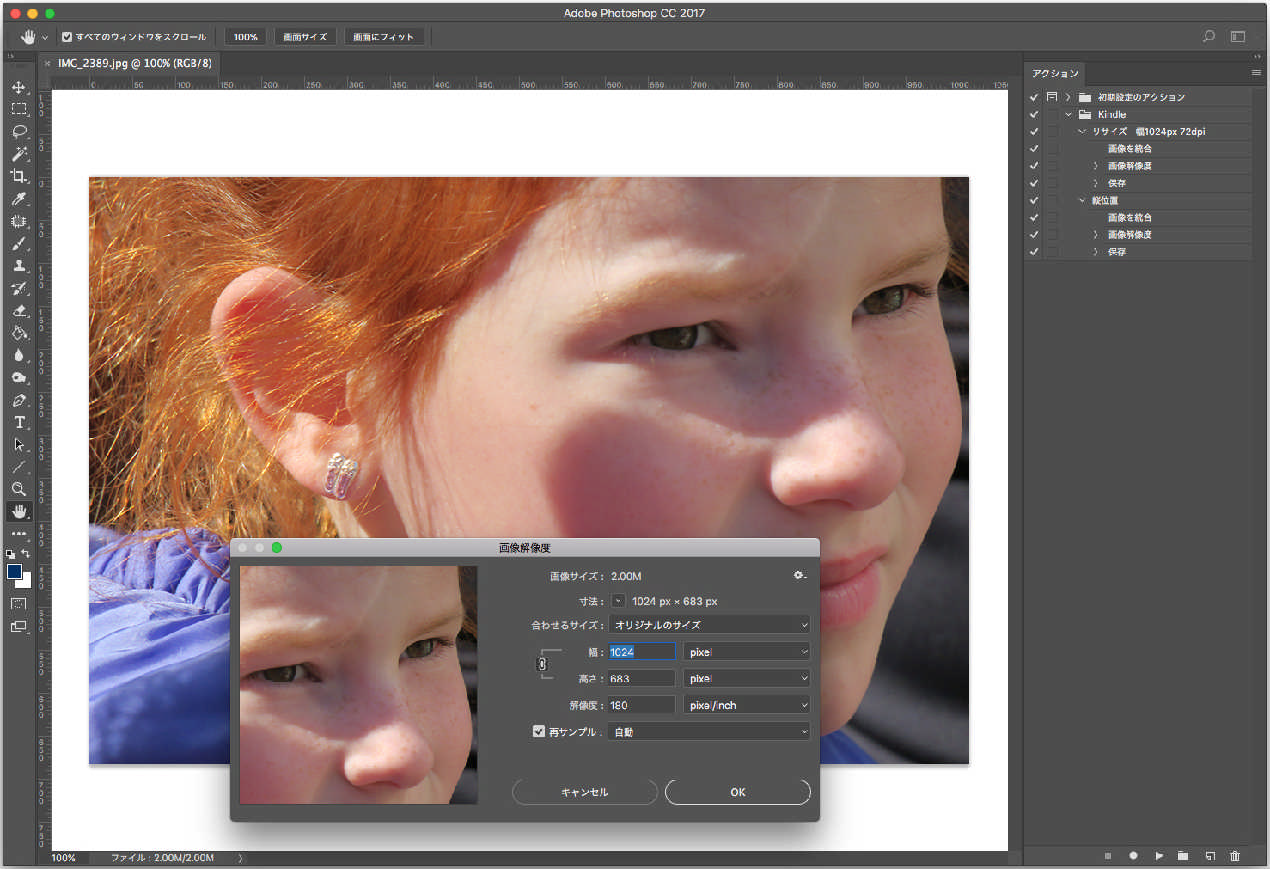 Adobe Photoshop CC 2017
すべてのウィンドウをスクロール 100% 画面サイズ 画面にフィット
× IMC_2389.jpg @ 100% (RGB/8)
0 50 100 150 200 250 300 350 400 450 500 550 600 650 700 750 800 850 900 950 1000
アクション
初期設定のアクション
Kindle
リサイズ 幅1024px 72dpi
画像を統合
画像解像度
保存
縦位置
画像を統合
画像解像度
保存
画像解像度
画像サイズ : 2.00M
寸法 : 1024 px × 683 px
合わせるサイズ : オリジナルのサイズ
幅 : 1024 pixel
高さ : 683 pixel
解像度 : 180 pixel/inch
再サンプル : 自動
キャンセル OK
100% ファイル : 2.00M/2.00M